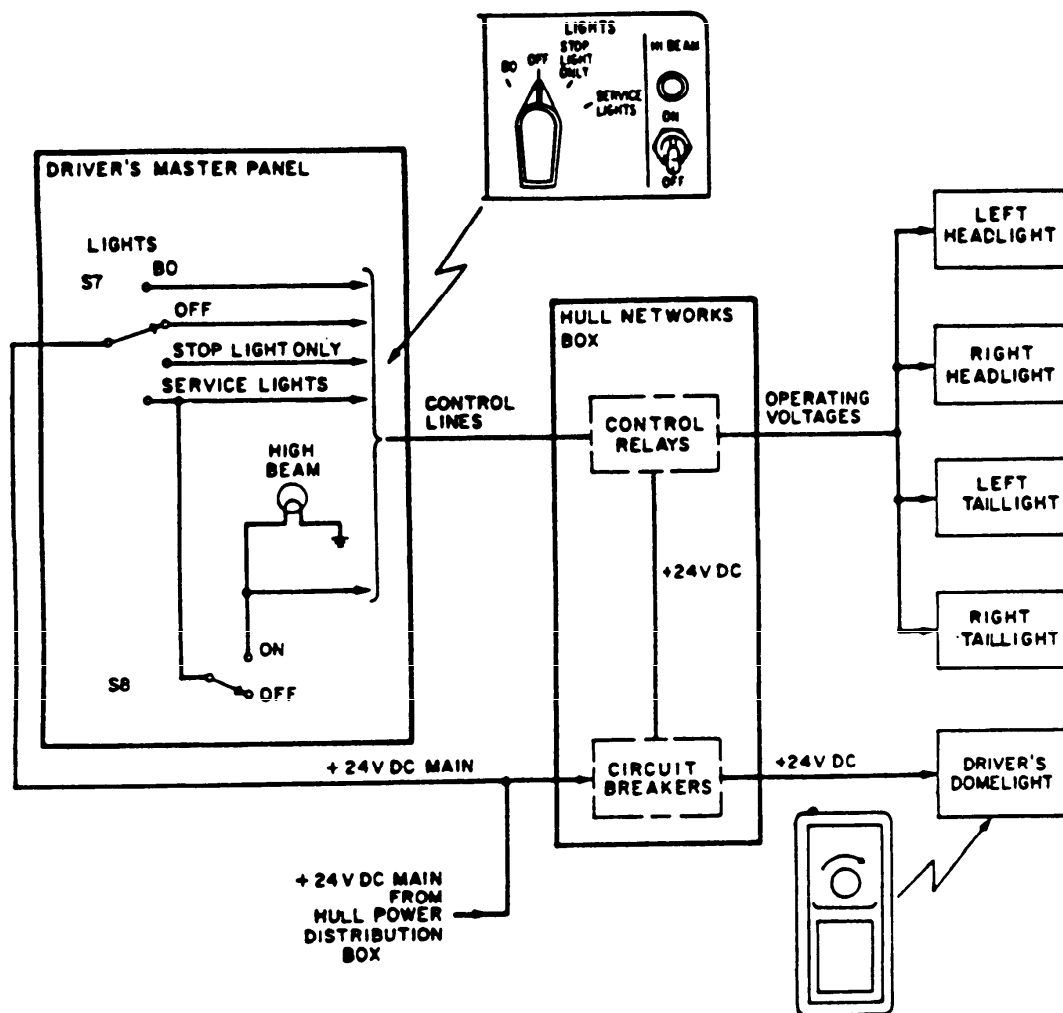 LIGHTS
BO
OFF
STOP
LIGHT
ONLY
SERVICE
LIGHTS
HI BEAM
ON
OFF
DRIVER'S MASTER PANEL
LIGHTS
S7
BO
OFF
STOP LIGHT ONLY
SERVICE LIGHTS
HIGH
BEAM
ON
S8
OFF
CONTROL
LINES
HULL NETWORKS
BOX
CONTROL
RELAYS
+24V DC
CIRCUIT
BREAKERS
OPERATING
VOLTAGES
LEFT
HEADLIGHT
RIGHT
HEADLIGHT
LEFT
TAILLIGHT
RIGHT
TAILLIGHT
+24V DC
DRIVER'S
DOMELIGHT
+ 24V DC MAIN
+ 24V DC MAIN
FROM
HULL POWER
DISTRIBUTION
BOX